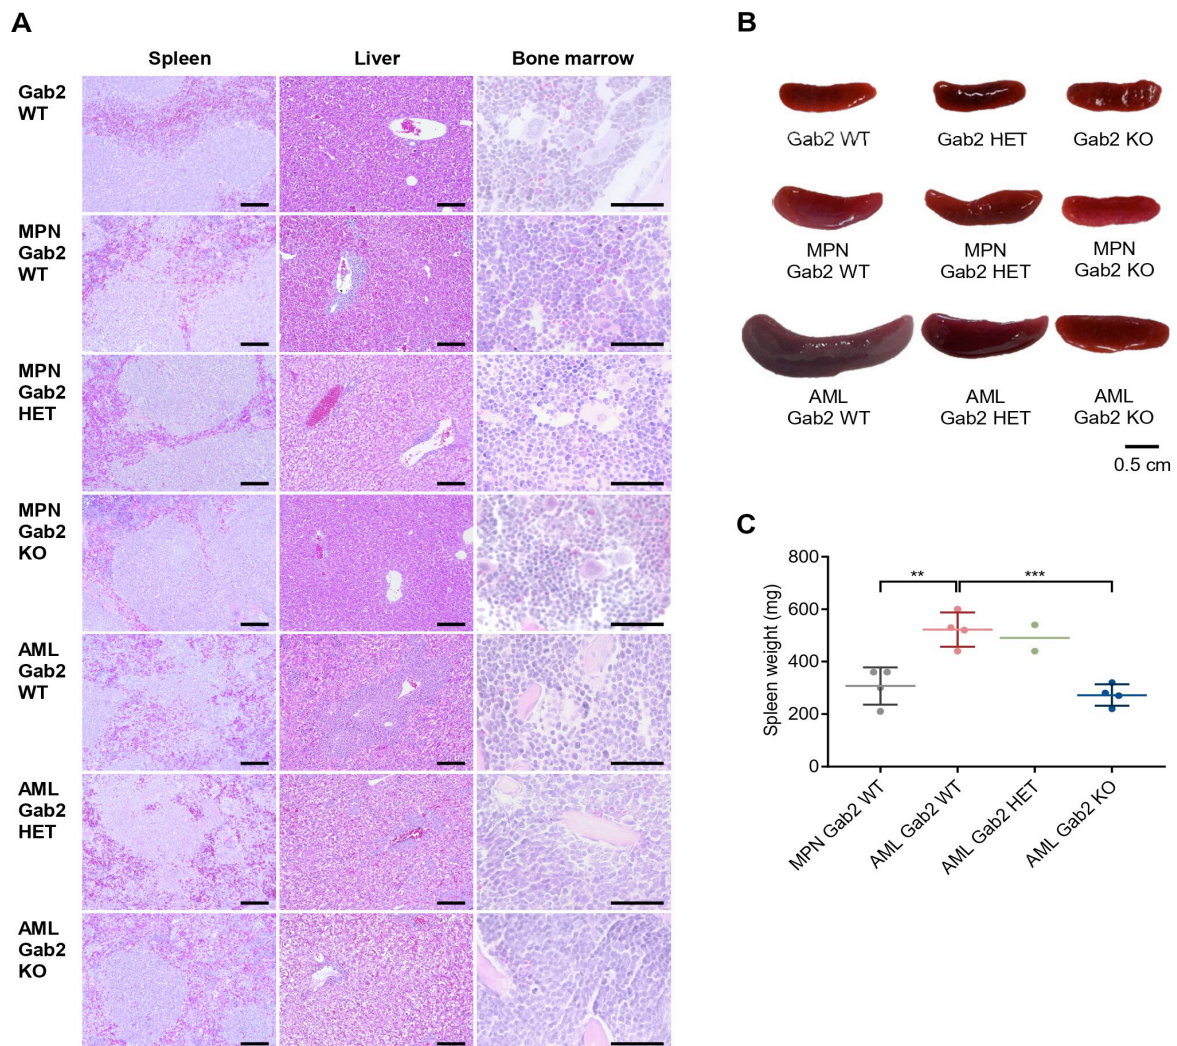 A
Spleen
Liver
Bone marrow
Gab2
WT
MPN
Gab2
WT
MPN
Gab2
HET
MPN
Gab2
KO
AML
Gab2
WT
AML
Gab2
HET
AML
Gab2
KO
B
Gab2 WT
Gab2 HET
Gab2 KO
MPN
Gab2 WT
MPN
Gab2 HET
MPN
Gab2 KO
AML
Gab2 WT
AML
Gab2 HET
AML
Gab2 KO
0.5 cm
C
Spleen weight (mg)
800
600
400
200
0
**
***
MPN Gab2 WT
AML Gab2 WT
AML Gab2 HET
AML Gab2 KO